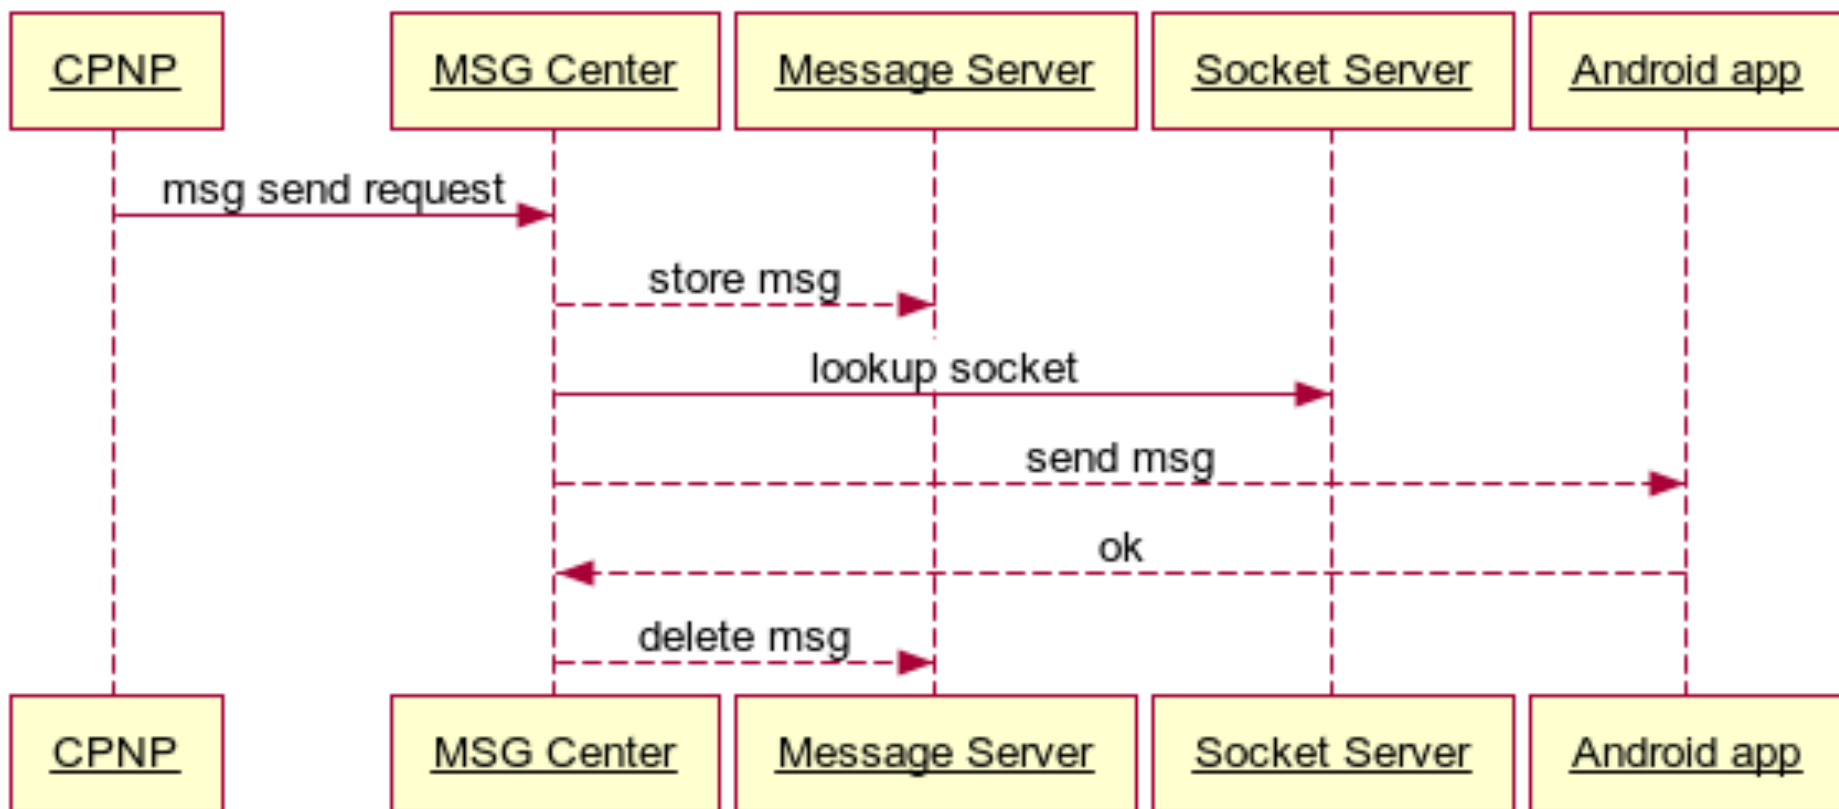 CPNP
MSG Center
Message Server
Socket Server
Android app
msg send request
store msg
lookup socket
send msg
ok
delete msg
CPNP
MSG Center
Message Server
Socket Server
Android app